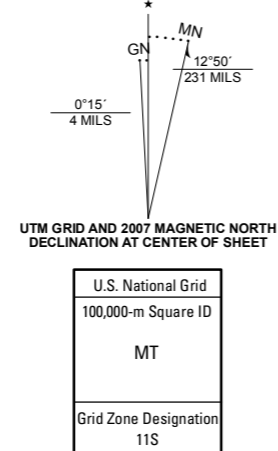 ★
MN
GN
12°50´
231 MILS
0°15´
4 MILS
UTM GRID AND 2007 MAGNETIC NORTH
DECLINATION AT CENTER OF SHEET
U.S. National Grid
100,000-m Square ID
MT
Grid Zone Designation
11S